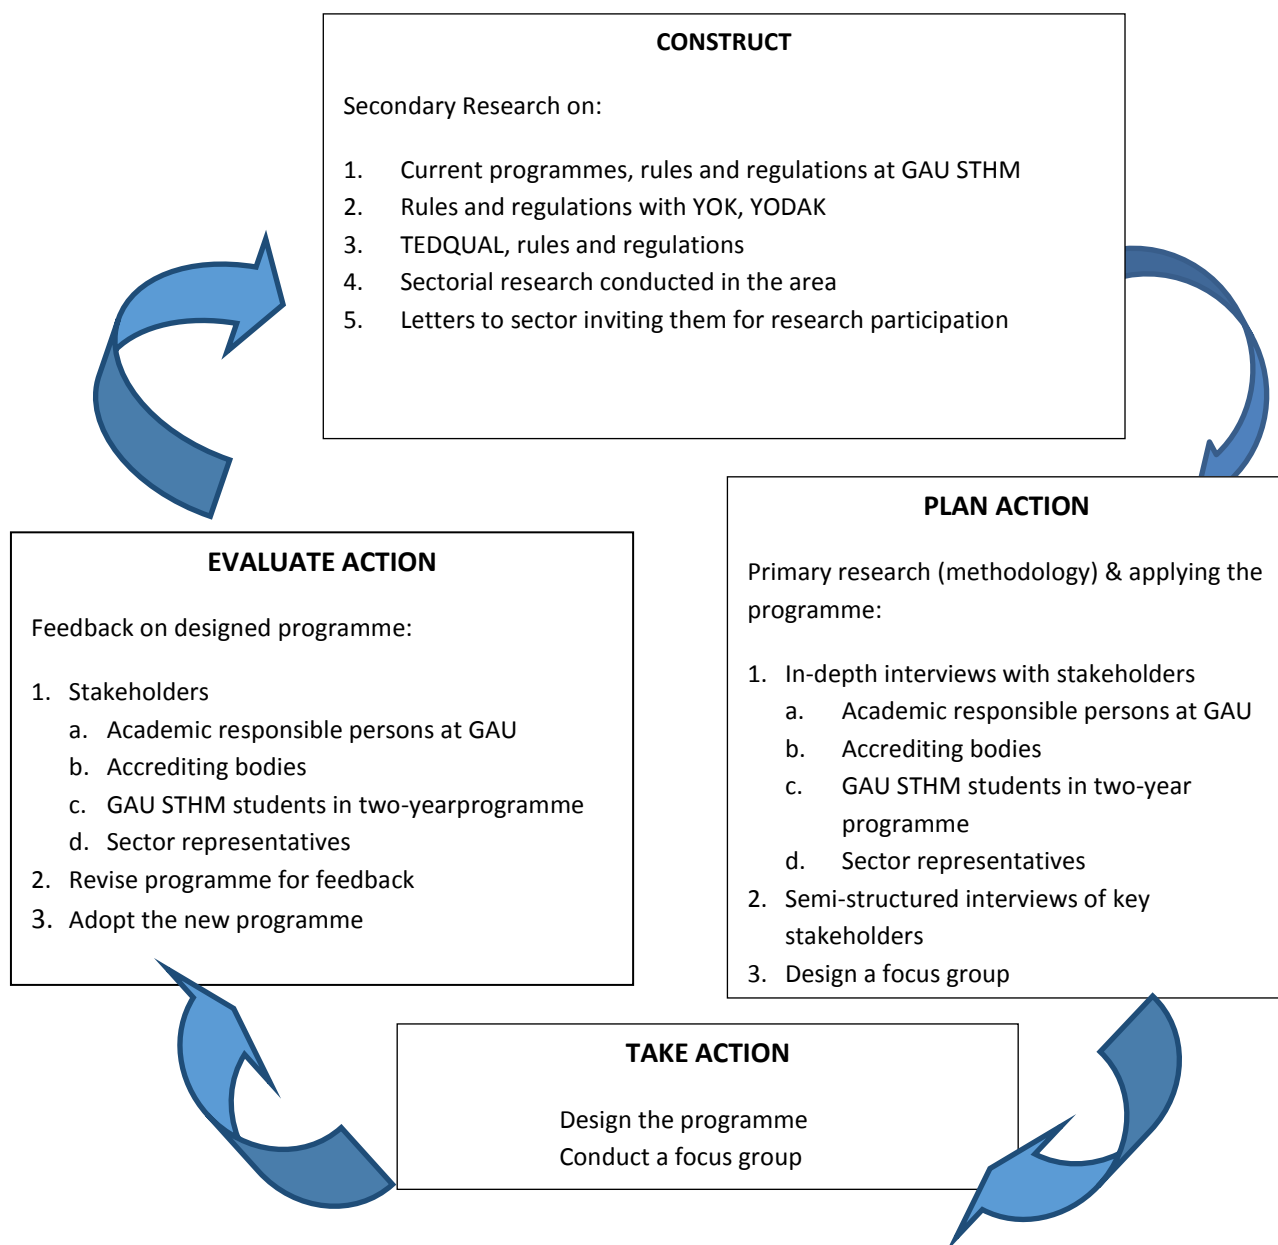 CONSTRUCT
Secondary Research on:
1. Current programmes, rules and regulations at GAU STHM
2. Rules and regulations with YOK, YODAK
3. TEDQUAL, rules and regulations
4. Sectorial research conducted in the area
5. Letters to sector inviting them for research participation
PLAN ACTION
Primary research (methodology) & applying the
programme:
1. In-depth interviews with stakeholders
a. Academic responsible persons at GAU
b. Accrediting bodies
c. GAU STHM students in two-year
programme
d. Sector representatives
2. Semi-structured interviews of key
stakeholders
3. Design a focus group
TAKE ACTION
Design the programme
Conduct a focus group
EVALUATE ACTION
Feedback on designed programme:
1. Stakeholders
a. Academic responsible persons at GAU
b. Accrediting bodies
c. GAU STHM students in two-yearprogramme
d. Sector representatives
2. Revise programme for feedback
3. Adopt the new programme